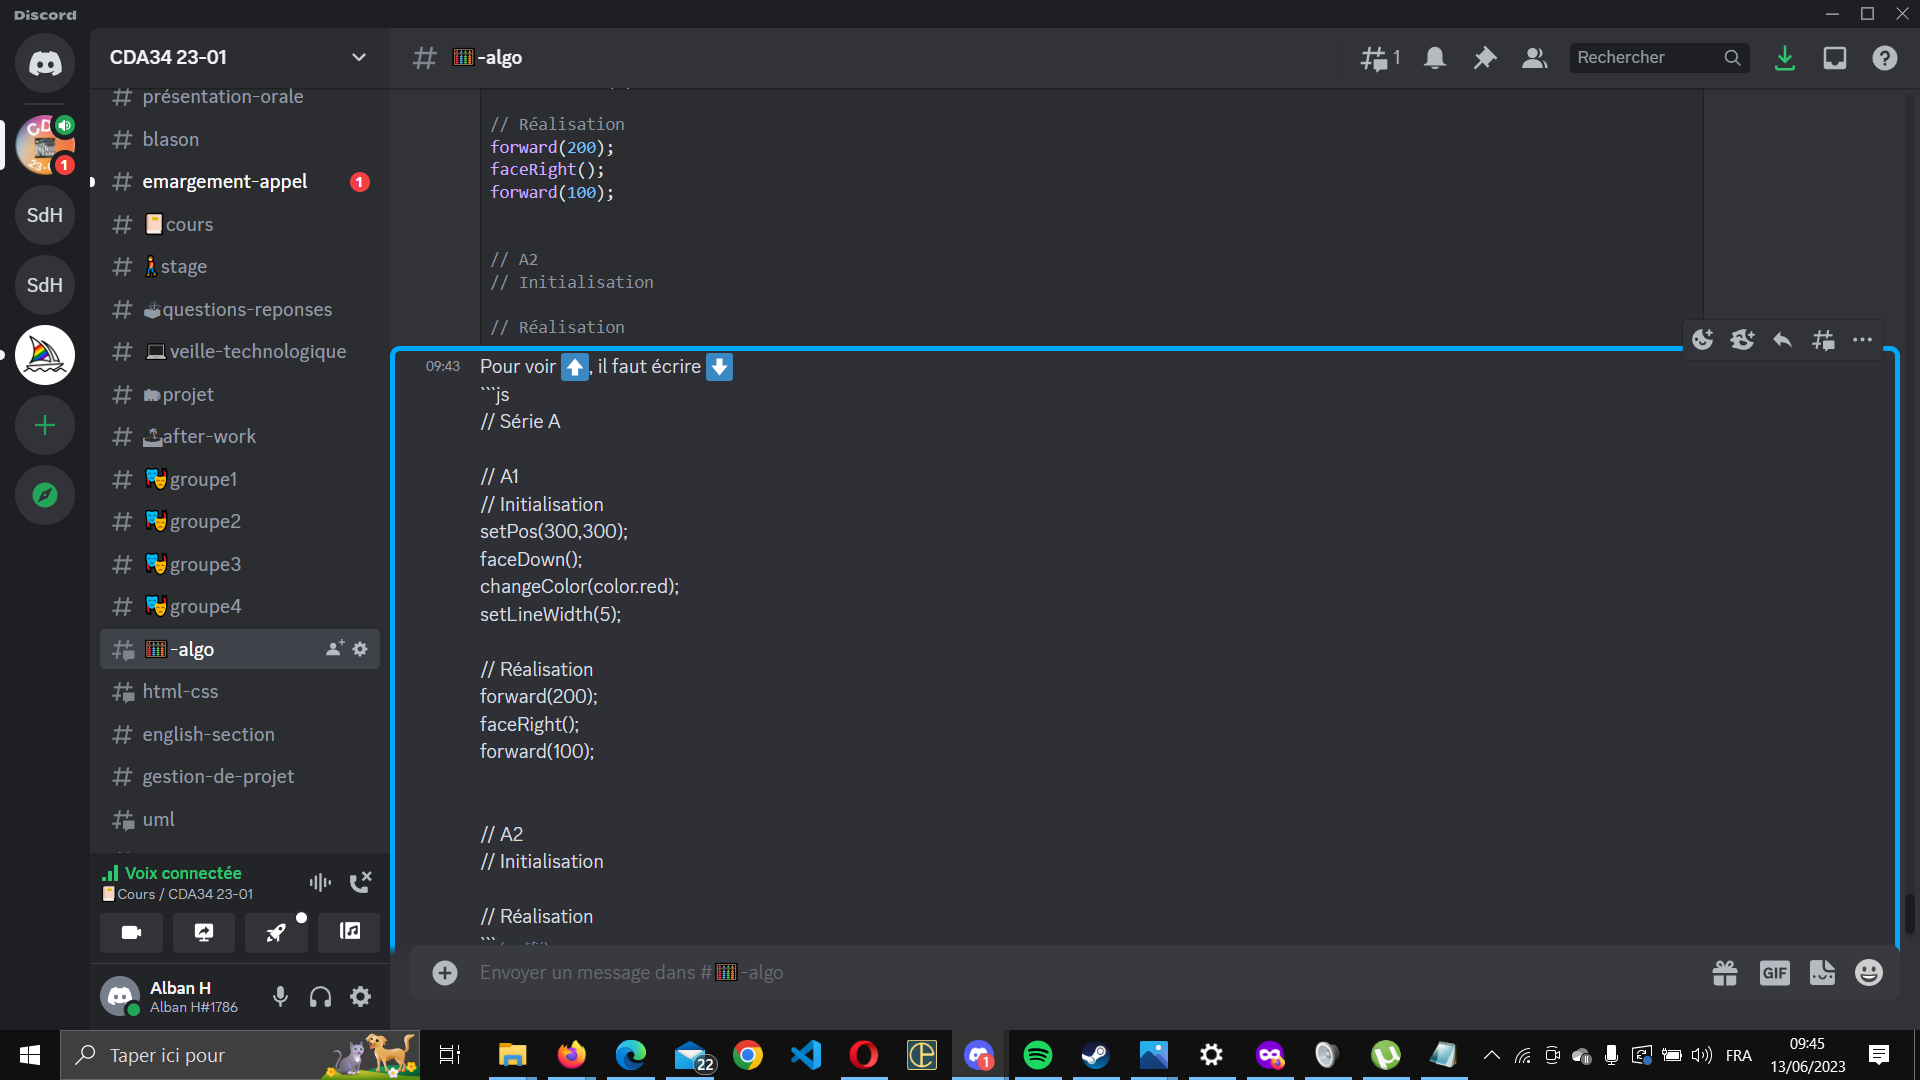 Discord
CDA34 23-01
-algo
1
Rechercher
SdH
SdH
1
présentation-orale
blason
emargement-appel
1
cours
stage
questions-reponses
veille-technologique
projet
after-work
groupe1
groupe2
groupe3
groupe4
-algo
html-css
english-section
gestion-de-projet
uml
Voix connectée
Cours / CDA34 23-01
Alban H
Alban H#1786
// Réalisation
forward(200);
faceRight();
forward(100);
// A2
// Initialisation
// Réalisation
09:43 Pour voir ⬆, il faut écrire ⬇
```js
// Série A
// A1
// Initialisation
setPos(300,300);
faceDown();
changeColor(color.red);
setLineWidth(5);
// Réalisation
forward(200);
faceRight();
forward(100);
// A2
// Initialisation
// Réalisation
```
Envoyer un message dans #-algo
GIF
Taper ici pour
22
1
FRA
09:45
13/06/2023